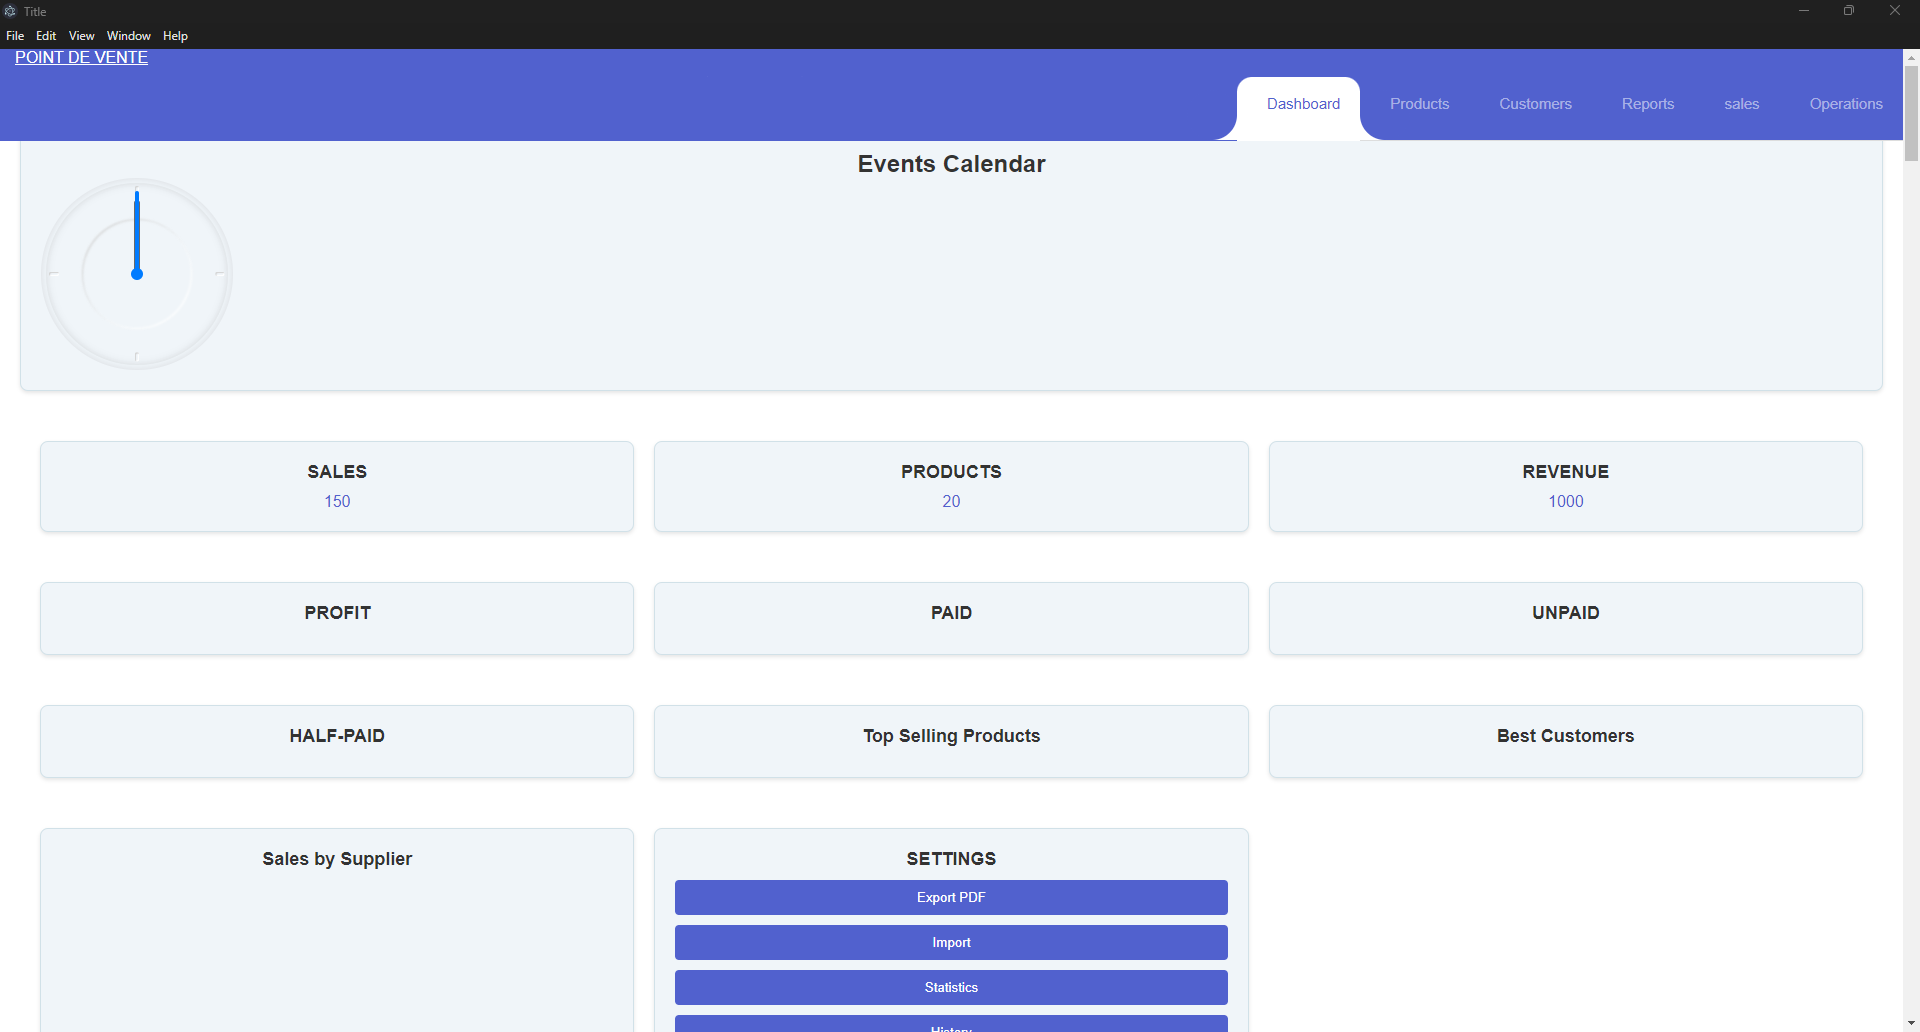 Title
File Edit View Window Help
POINT DE VENTE
Dashboard Products Customers Reports sales Operations
Events Calendar
SALES PRODUCTS REVENUE
150 20 1000
PROFIT PAID UNPAID
HALF-PAID Top Selling Products Best Customers
Sales by Supplier SETTINGS
Export PDF
Import
Statistics
History